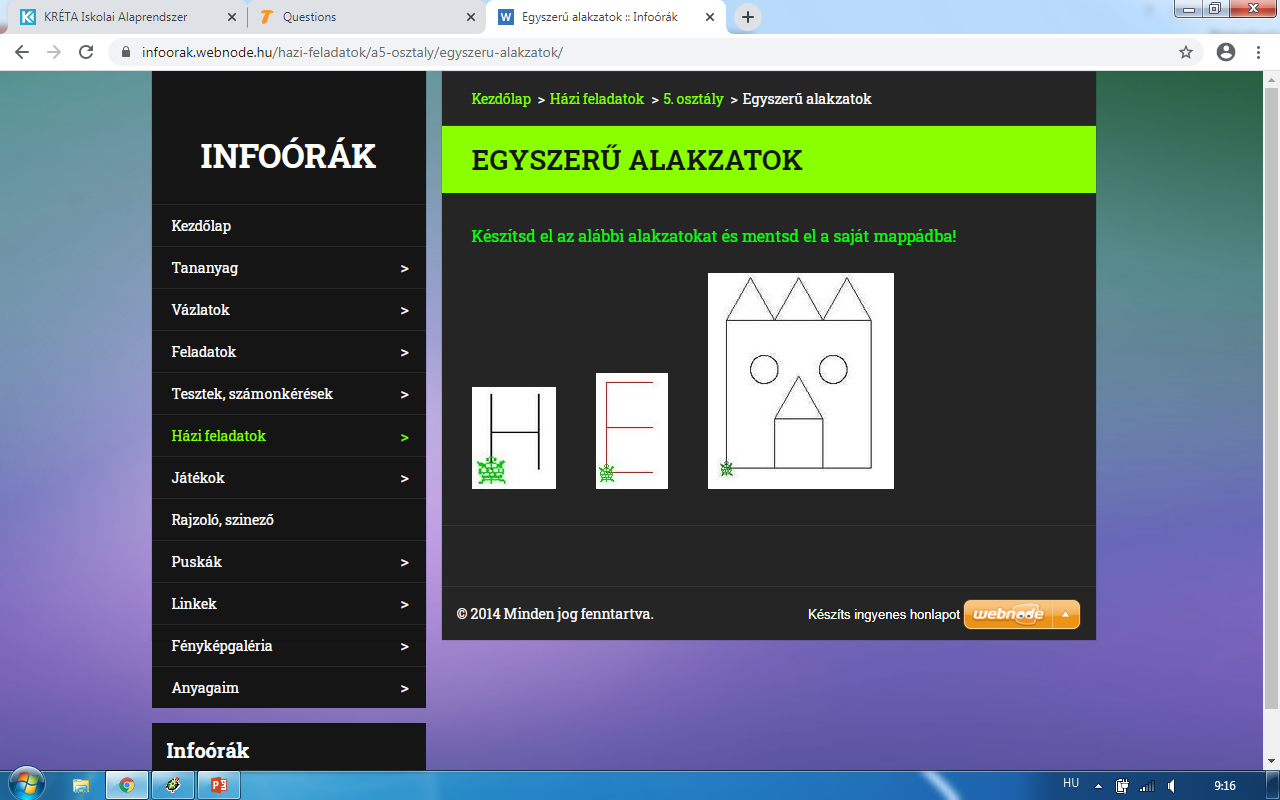 KRÉTA Iskolai Alaprendszer
Questions
Egyszerű alakzatok :: Infoórák
infoorak.webnode.hu/hazi-feladatok/a5-osztaly/egyszeru-alakzatok/
INFOÓRÁK
Kezdőlap
Tananyag >
Vázlatok >
Feladatok >
Tesztek, számonkérések >
Házi feladatok >
Játékok >
Rajzoló, szinező
Puskák >
Linkek >
Fényképgaléria >
Anyagaim >
Infoórák
Kezdőlap > Házi feladatok > 5. osztály > Egyszerű alakzatok
EGYSZERŰ ALAKZATOK
Készítsd el az alábbi alakzatokat és mentsd el a saját mappádba!
H E
© 2014 Minden jog fenntartva.
Készíts ingyenes honlapot webnode
HU 9:16